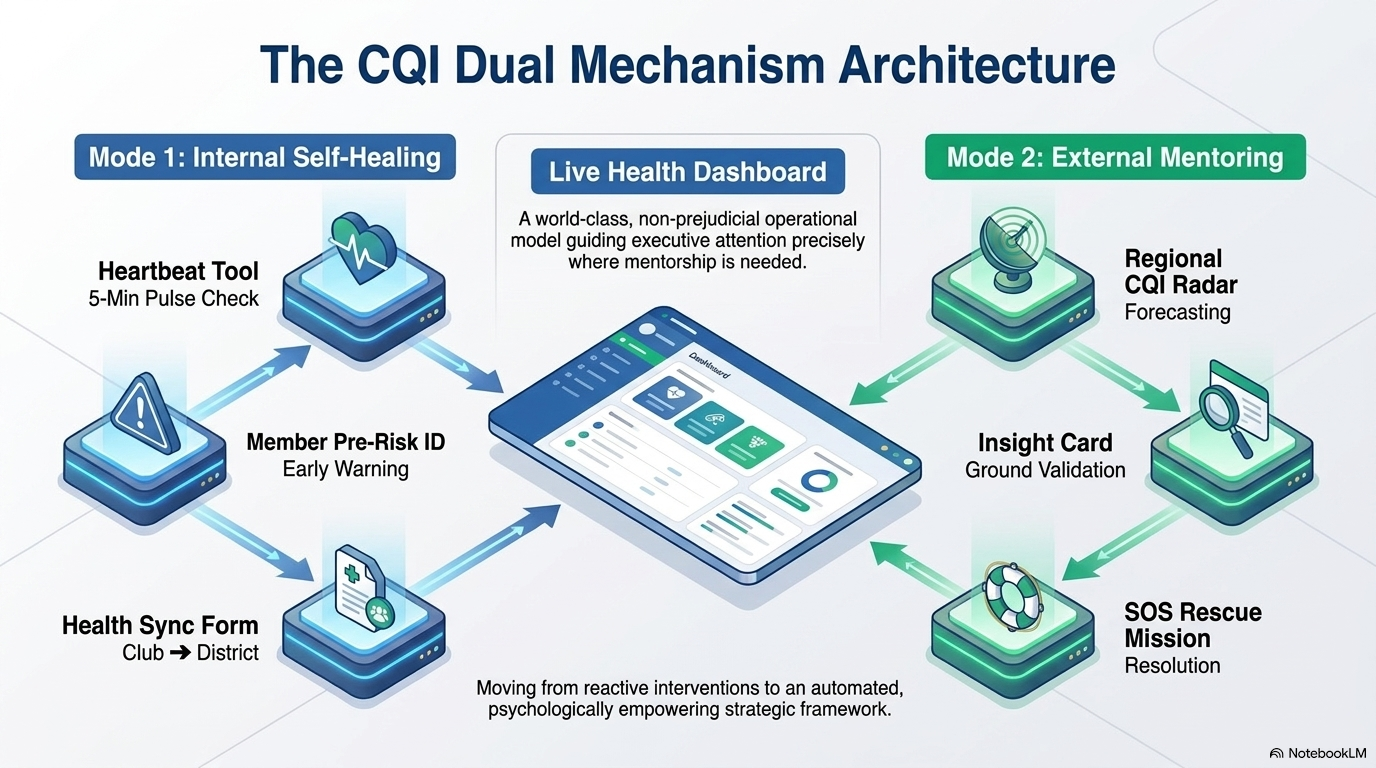 The CQI Dual Mechanism Architecture
Mode 1: Internal Self-Healing
Heartbeat Tool
5-Min Pulse Check
Member Pre-Risk ID
Early Warning
Health Sync Form
Club ➔ District
Live Health Dashboard
A world-class, non-prejudicial operational
model guiding executive attention precisely
where mentorship is needed.
Moving from reactive interventions to an automated,
psychologically empowering strategic framework.
Mode 2: External Mentoring
Regional
CQI Radar
Forecasting
Insight Card
Ground Validation
SOS Rescue
Mission
Resolution
NotebookLM